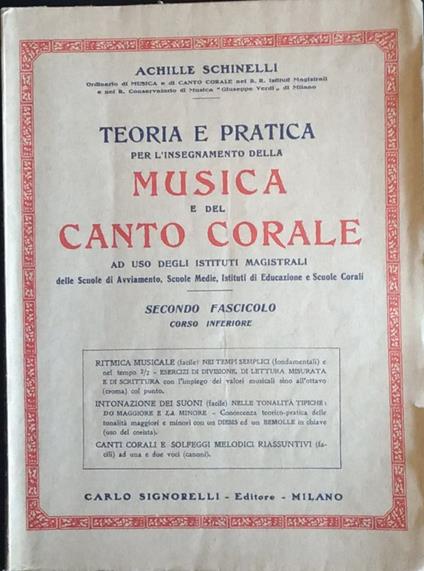 ACHILLE SCHINELLI
Ordinario di MUSICA e di CANTO CORALE nei R. R. Istituti Magistrali
e nel R. Conservatorio di Musica "Giuseppe Verdi„ di Milano
TEORIA E PRATICA
PER L'INSEGNAMENTO DELLA
MUSICA
E DEL
CANTO CORALE
AD USO DEGLI ISTITUTI MAGISTRALI
delle Scuole di Avviamento, Scuole Medie, Istituti di Educazione e Scuole Corali
SECONDO FASCICOLO
CORSO INFERIORE
RITMICA MUSICALE (facile) NEI TEMPI SEMPLICI (fondamentali) e
nel tempo 2/2 - ESERCIZI DI DIVISIONE, DI LETTURA MISURATA
E DI SCRITTURA con l'impiego dei valori musicali sino all'ottavo
(croma) col punto.
INTONAZIONE DEI SUONI (facile) NELLE TONALITÀ TIPICHE:
DO MAGGIORE E LA MINORE - Conoscenza teorico-pratica delle
tonalità maggiori e minori con un DIESIS ed un BEMOLLE in chiave
(uso del corista).
CANTI CORALI E SOLFEGGI MELODICI RIASSUNTIVI (fa-
cili) ad una e due voci (canoni).
CARLO SIGNORELLI - Editore - MILANO